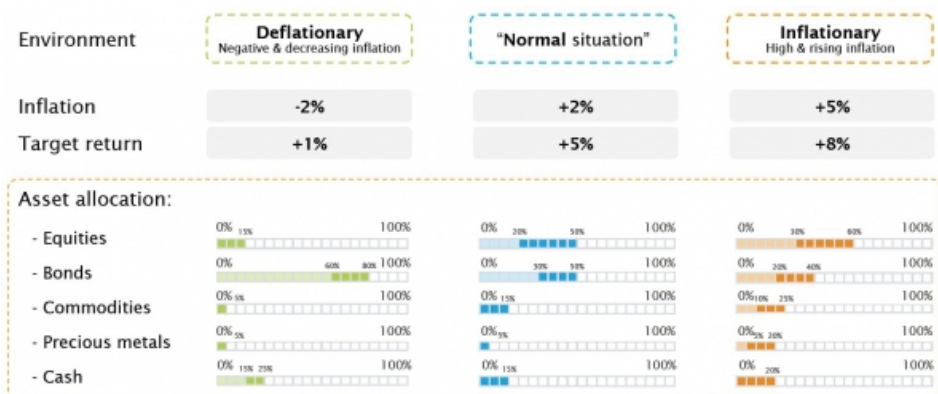 Environment
Deflationary
Negative & decreasing inflation
“Normal situation”
Inflationary
High & rising inflation
Inflation -2% +2% +5%
Target return +1% +5% +8%
Asset allocation:
- Equities 0% 15% 100% 0% 20% 50% 100% 0% 30% 60% 100%
- Bonds 0% 60% 80% 100% 0% 30% 50% 100% 0% 20% 40% 100%
- Commodities 0% 5% 100% 0% 15% 100% 0% 10% 25% 100%
- Precious metals 0% 5% 100% 0% 5% 100% 0% 5% 20% 100%
- Cash 0% 15% 25% 100% 0% 15% 100% 0% 20% 100%